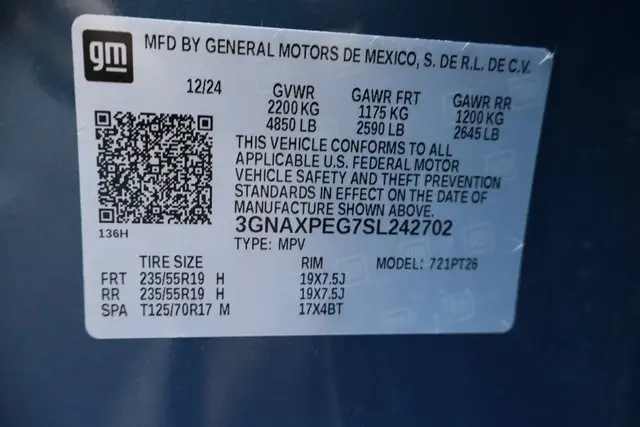 gm
MFD BY GENERAL MOTORS DE MEXICO, S. DE R.L. DE C.V.
12/24 GVWR GAWR FRT GAWR RR
2200 KG 1175 KG 1200 KG
4850 LB 2590 LB 2645 LB
THIS VEHICLE CONFORMS TO ALL
APPLICABLE U.S. FEDERAL MOTOR
VEHICLE SAFETY AND THEFT PREVENTION
STANDARDS IN EFFECT ON THE DATE OF
MANUFACTURE SHOWN ABOVE.
136H 3GNAXPEG7SL242702
TYPE: MPV
TIRE SIZE RIM MODEL: 721PT26
FRT 235/55R19 H 19X7.5J
RR 235/55R19 H 19X7.5J
SPA T125/70R17 M 17X4BT